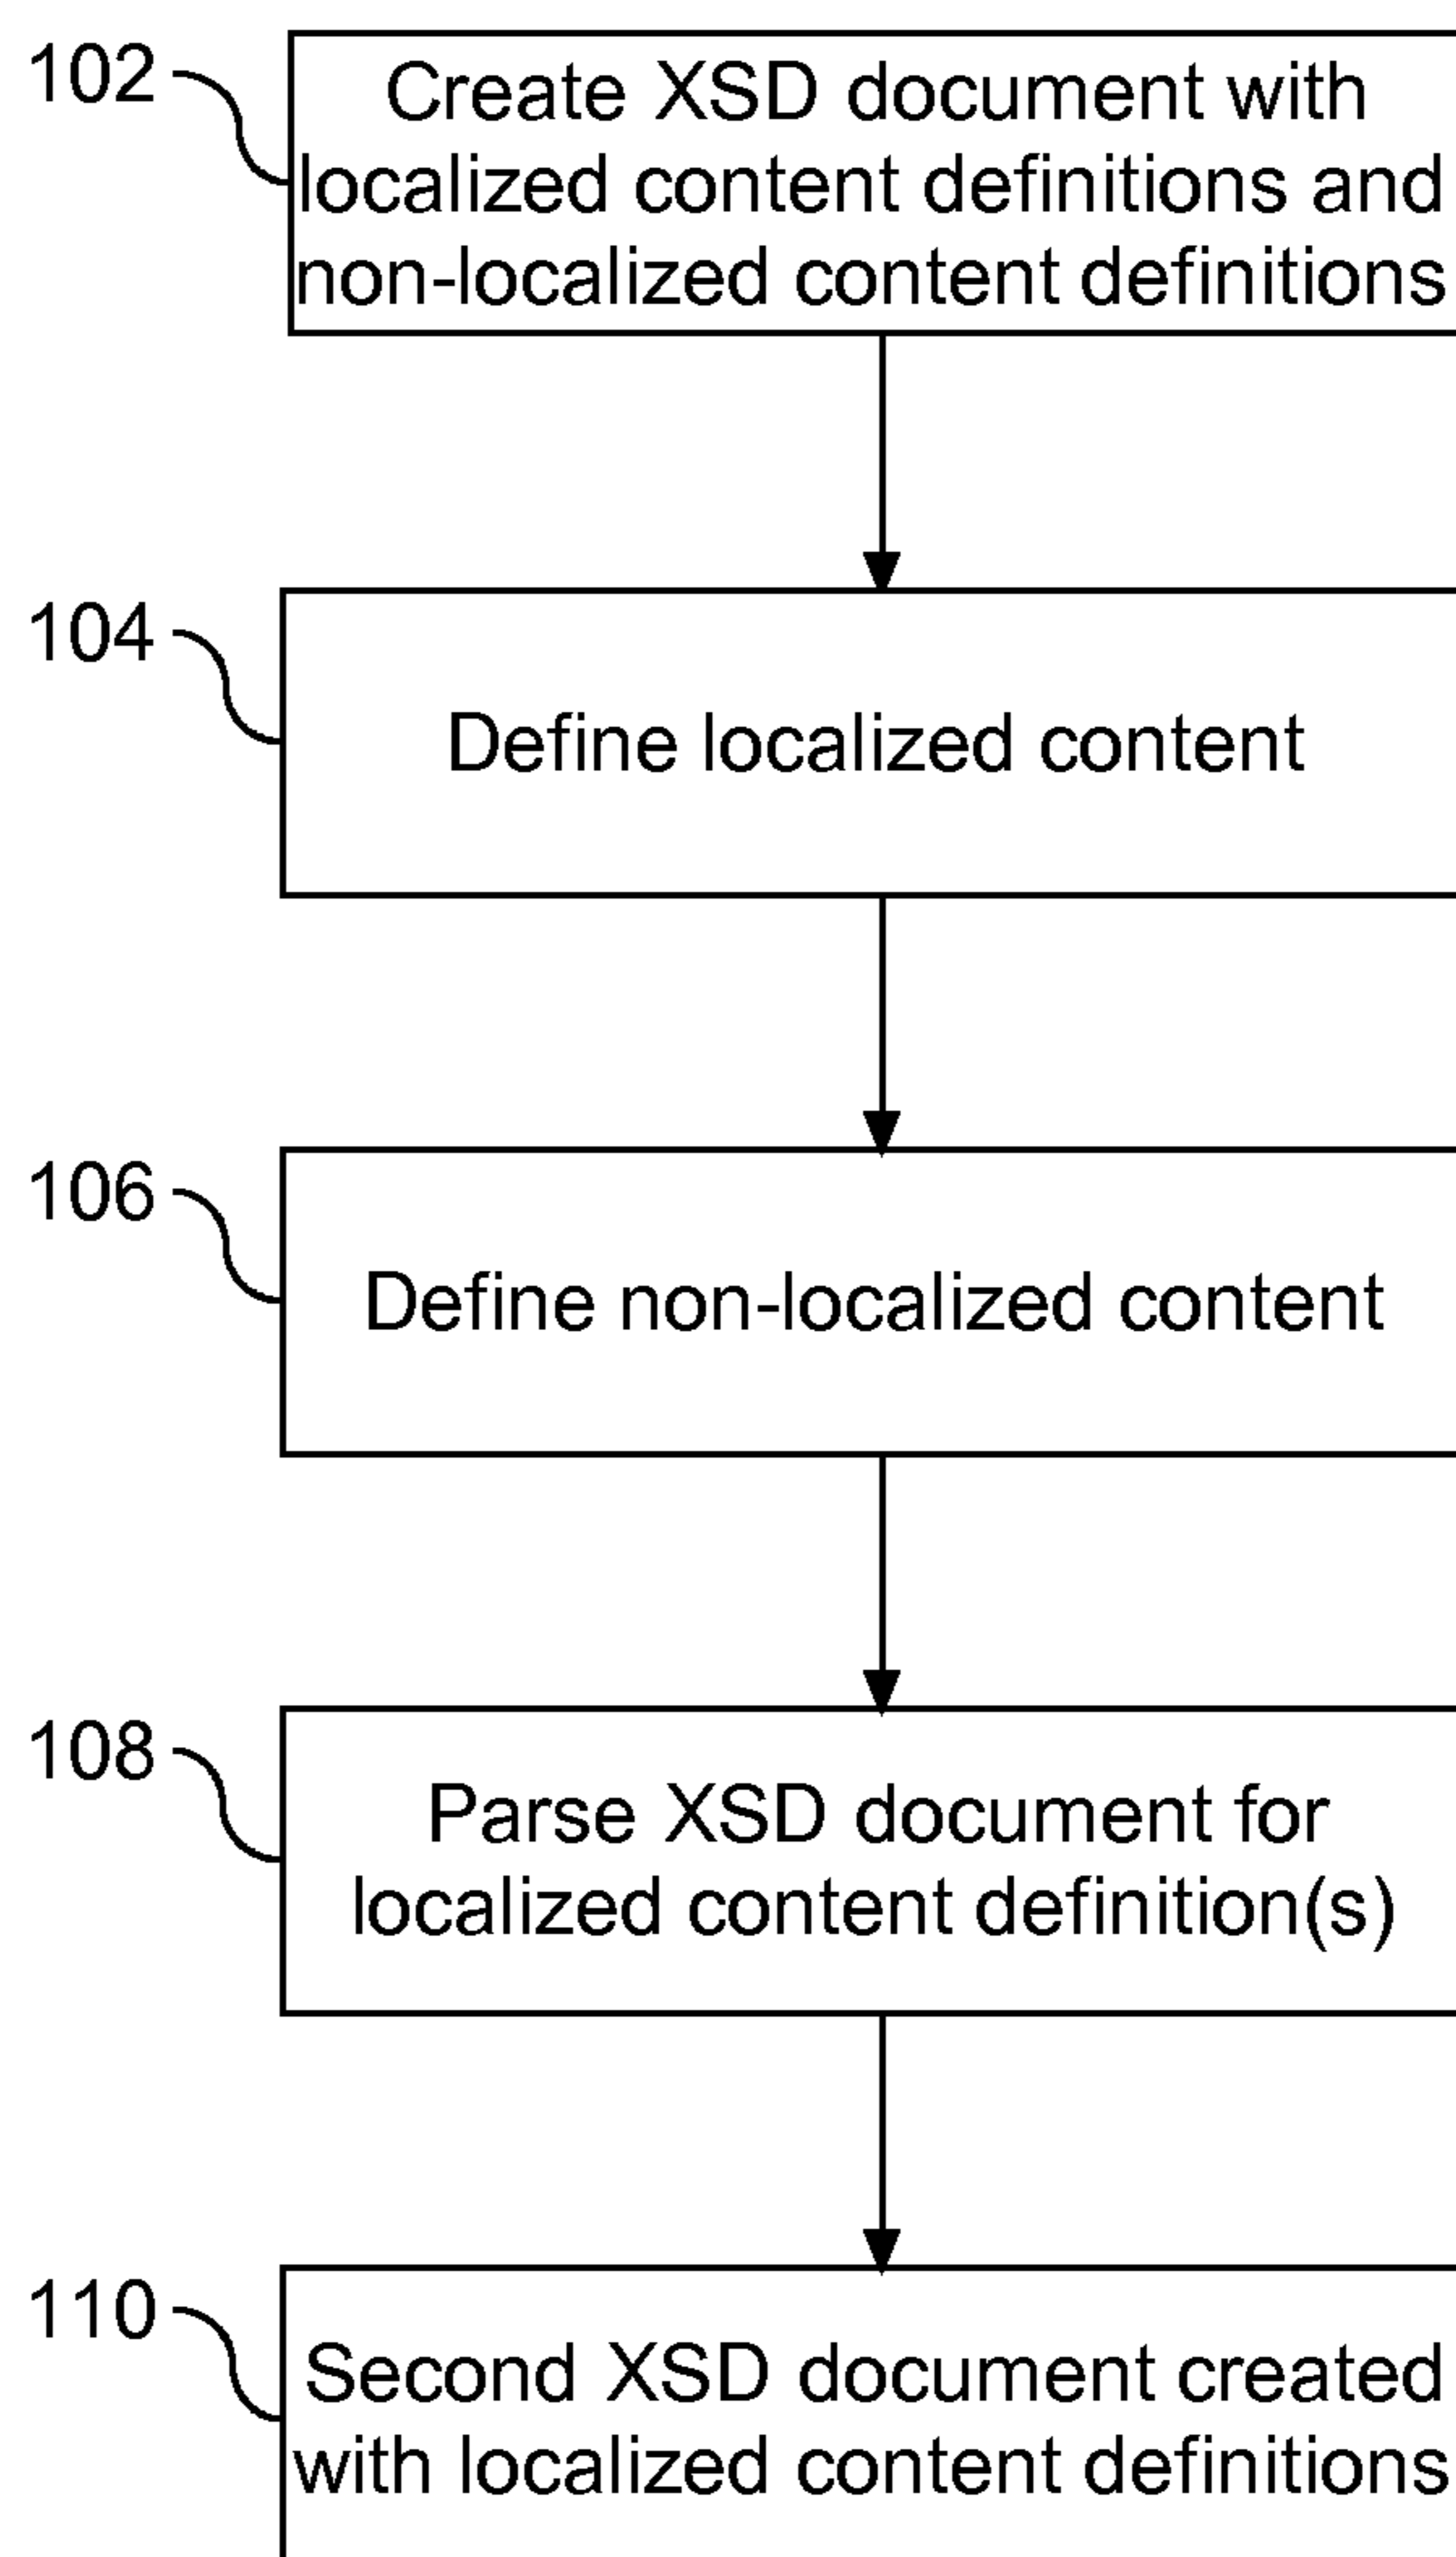 102
Create XSD document with
localized content definitions and
non-localized content definitions
104
Define localized content
106
Define non-localized content
108
Parse XSD document for
localized content definition(s)
110
Second XSD document created
with localized content definitions